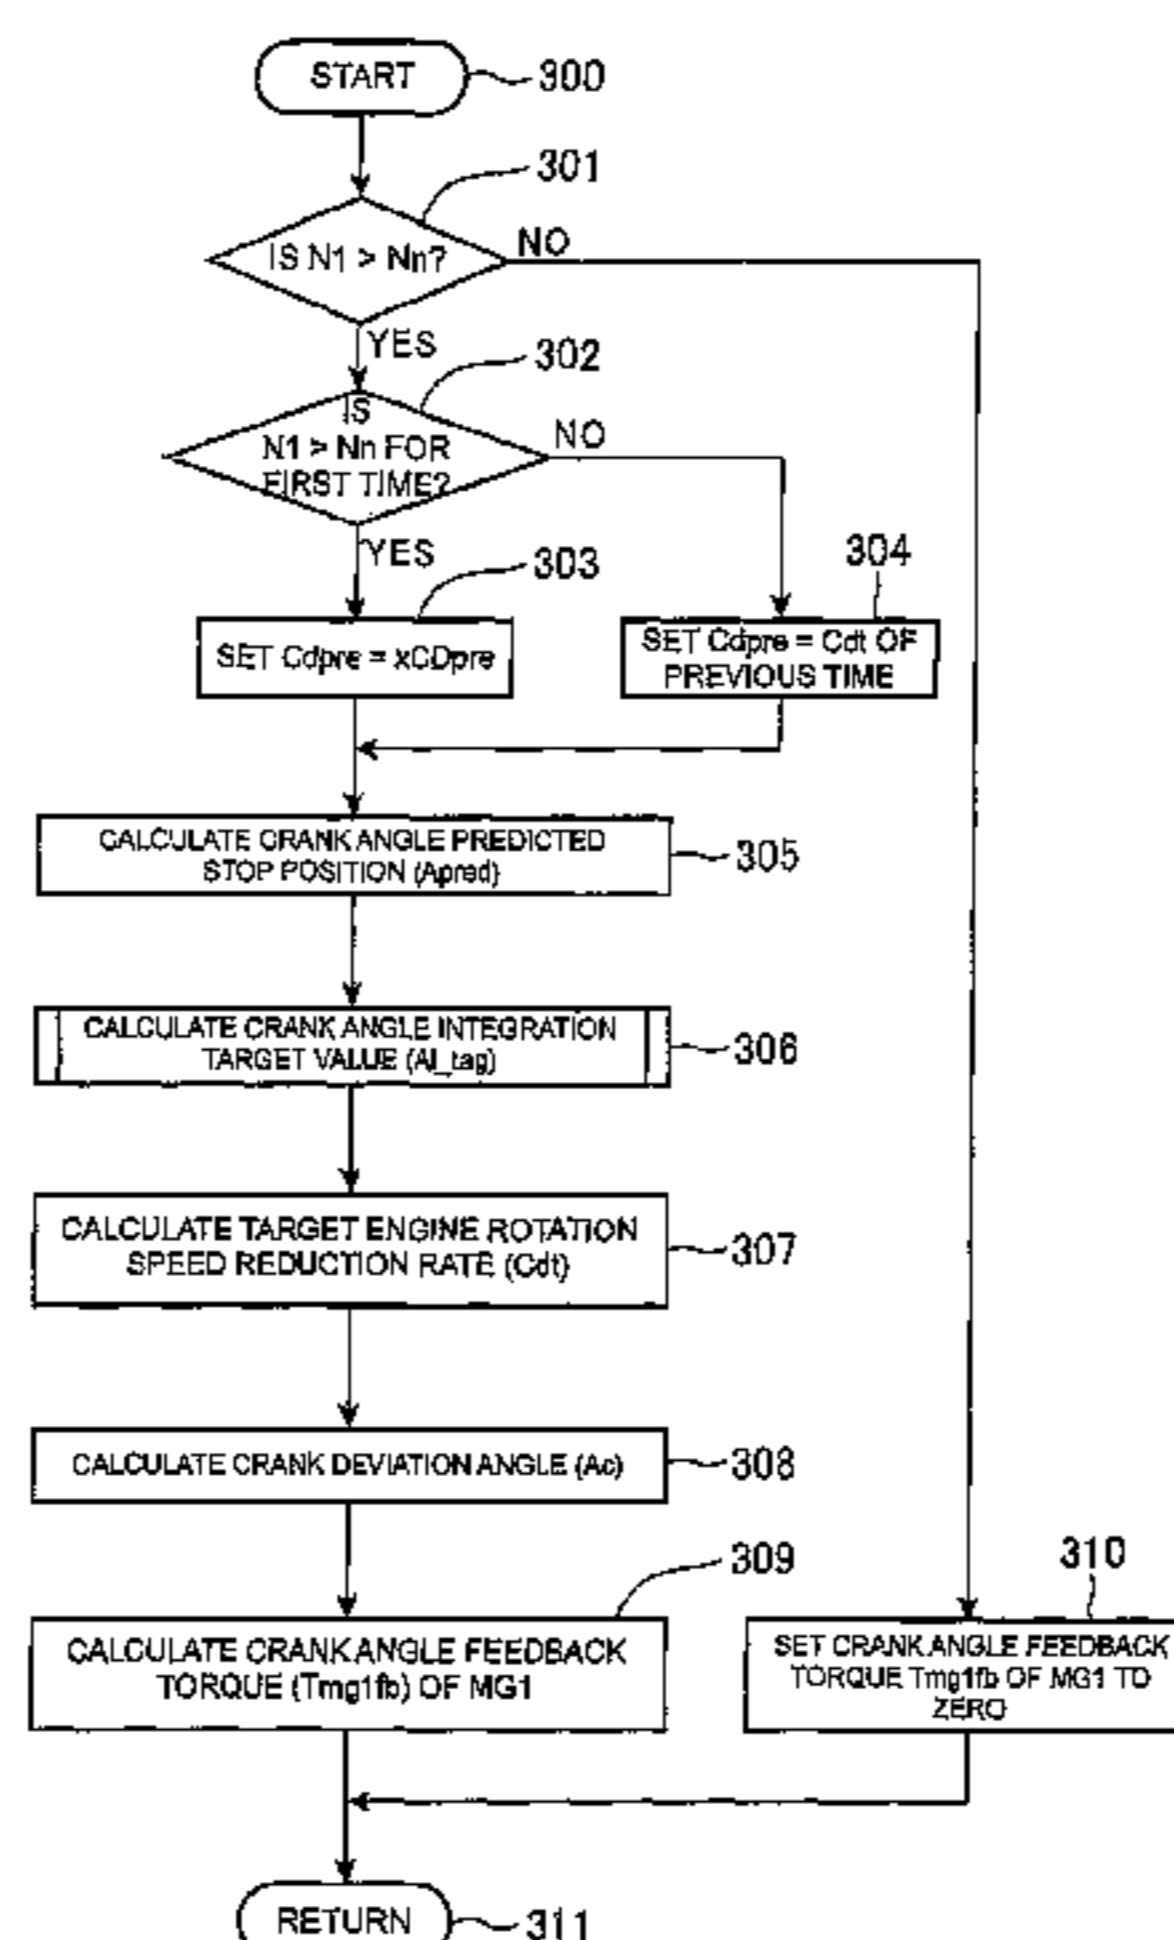 START
300
301
IS N1 > Nn?
NO
YES
302
IS
N1 > Nn FOR
FIRST TIME?
NO
YES
303
304
SET Cdpre = xCDpre
SET Cdpre = Cdt OF
PREVIOUS TIME
CALCULATE CRANK ANGLE PREDICTED
STOP POSITION (Apred)
305
CALCULATE CRANK ANGLE INTEGRATION
TARGET VALUE (AI_tag)
306
CALCULATE TARGET ENGINE ROTATION
SPEED REDUCTION RATE (Cdt)
307
CALCULATE CRANK DEVIATION ANGLE (Ac)
308
309
310
CALCULATE CRANK ANGLE FEEDBACK
TORQUE (Tmg1fb) OF MG1
SET CRANK ANGLE FEEDBACK
TORQUE Tmg1fb OF MG1 TO
ZERO
RETURN
311